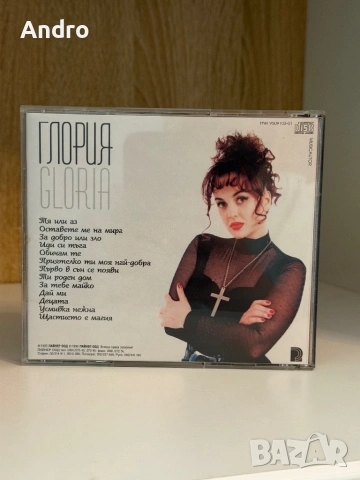 Andro
ГЛОРИЯ
GLORIA
Тя или аз
Оставете ме на мира
За добро или зло
Иди си тъга
Обичам те
Приятелко ти моя най-добра
Първо в сън се появи
Ти роден дом
За тебе майко
Дай ми
Децата
Усмивка нежна
Щастието е магия
BAZAR